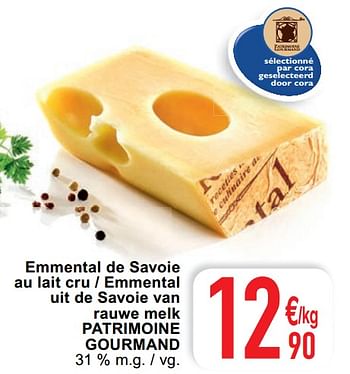 PATRIMOINE
GOURMAND
sélectionné
par cora
geselecteerd
door cora
Emmental de Savoie
au lait cru / Emmental
uit de Savoie van
rauwe melk
PATRIMOINE
GOURMAND
31 % m.g. / vg.
12 €/kg
90